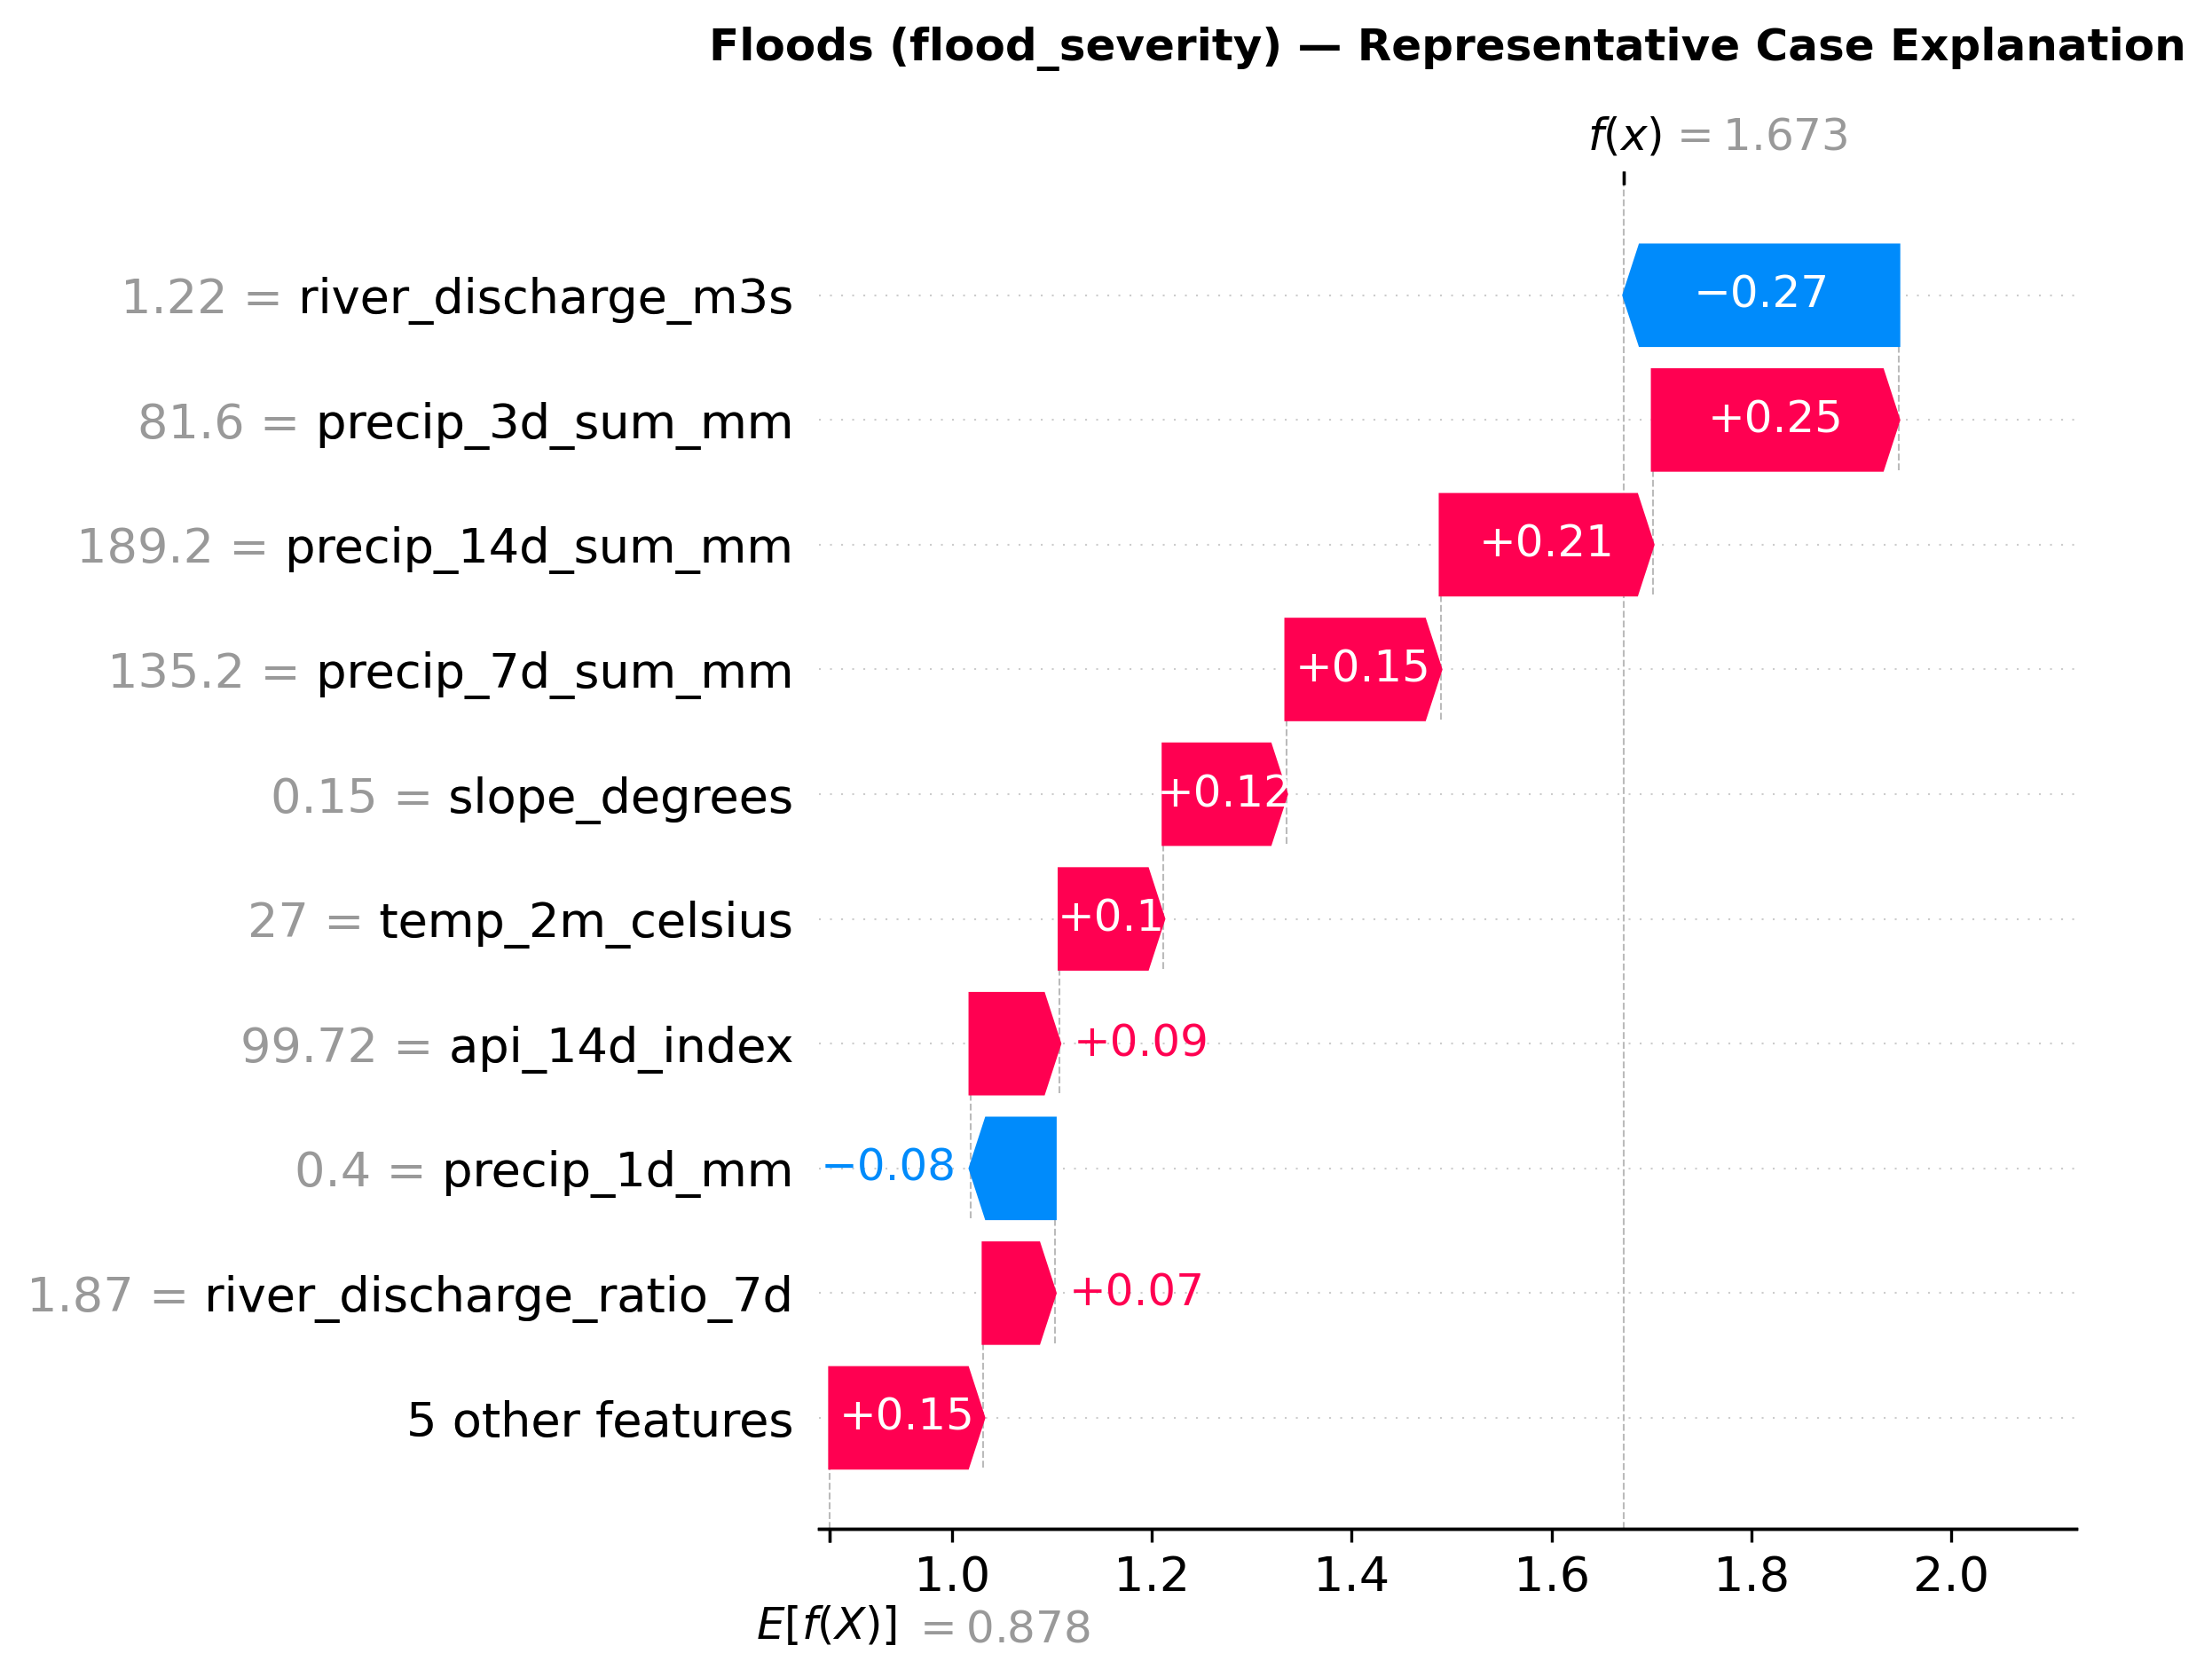 Floods (flood_severity) — Representative Case Explanation
f(x) = 1.673
1.22 = river_discharge_m3s −0.27
81.6 = precip_3d_sum_mm +0.25
189.2 = precip_14d_sum_mm +0.21
135.2 = precip_7d_sum_mm +0.15
0.15 = slope_degrees +0.12
27 = temp_2m_celsius +0.1
99.72 = api_14d_index +0.09
0.4 = precip_1d_mm −0.08
1.87 = river_discharge_ratio_7d +0.07
5 other features +0.15
1.0 1.2 1.4 1.6 1.8 2.0
E[f(X)] = 0.878